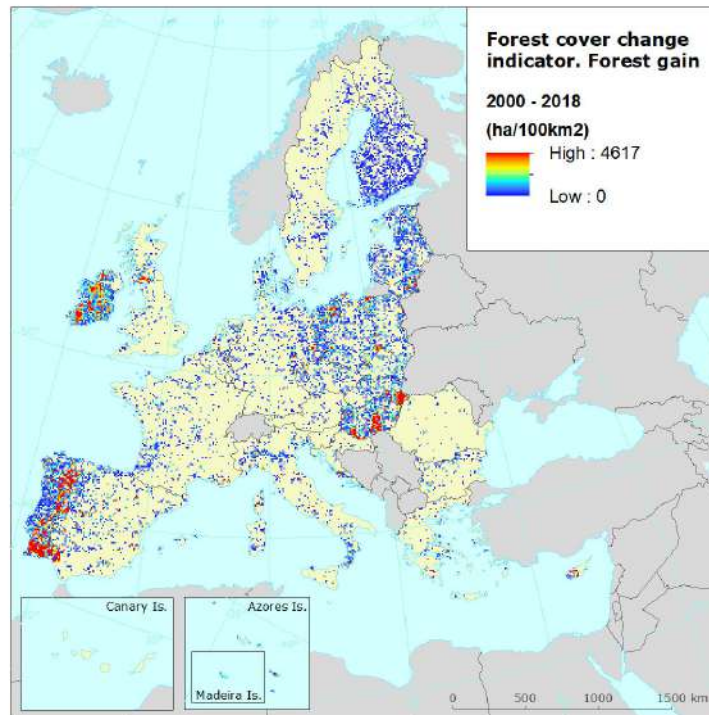 Forest cover change
indicator. Forest gain
2000 - 2018
(ha/100km2)
High : 4617
Low : 0
Canary Is.
Azores Is.
Madeira Is.
0 500 1000 1500 km